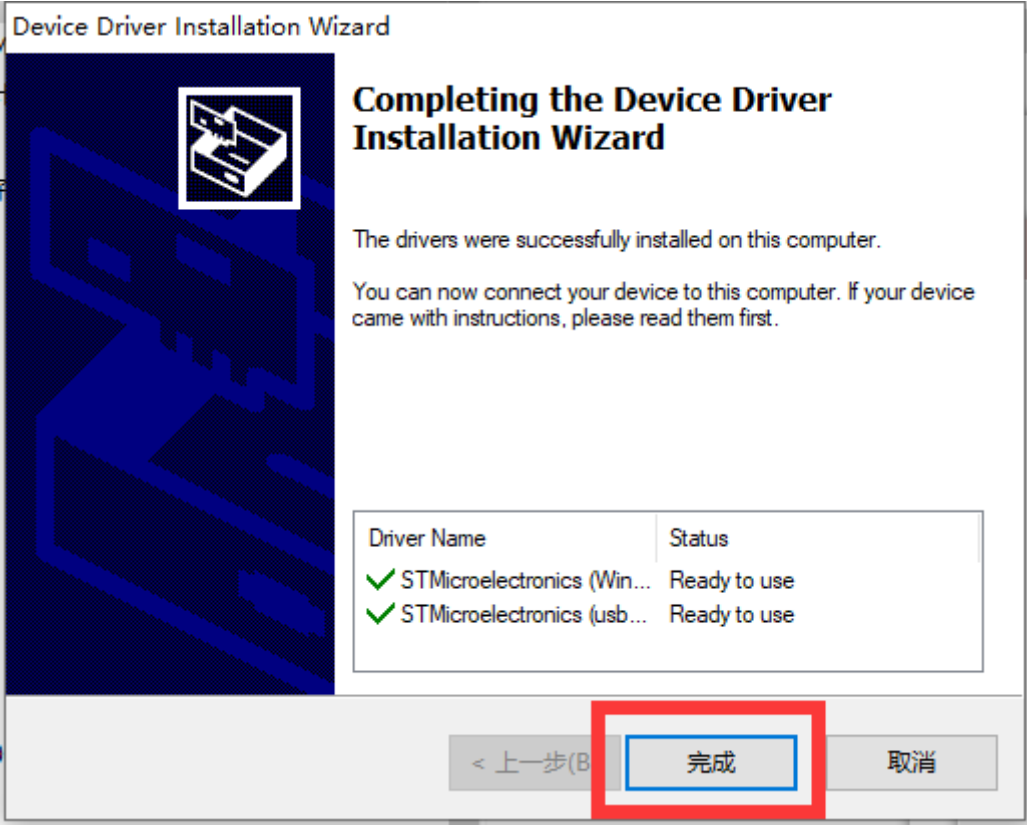 Device Driver Installation Wizard
Completing the Device Driver
Installation Wizard
The drivers were successfully installed on this computer.
You can now connect your device to this computer. If your device
came with instructions, please read them first.
Driver Name Status
STMicroelectronics (Win... Ready to use
STMicroelectronics (usb... Ready to use
< 上一步(B 完成 取消